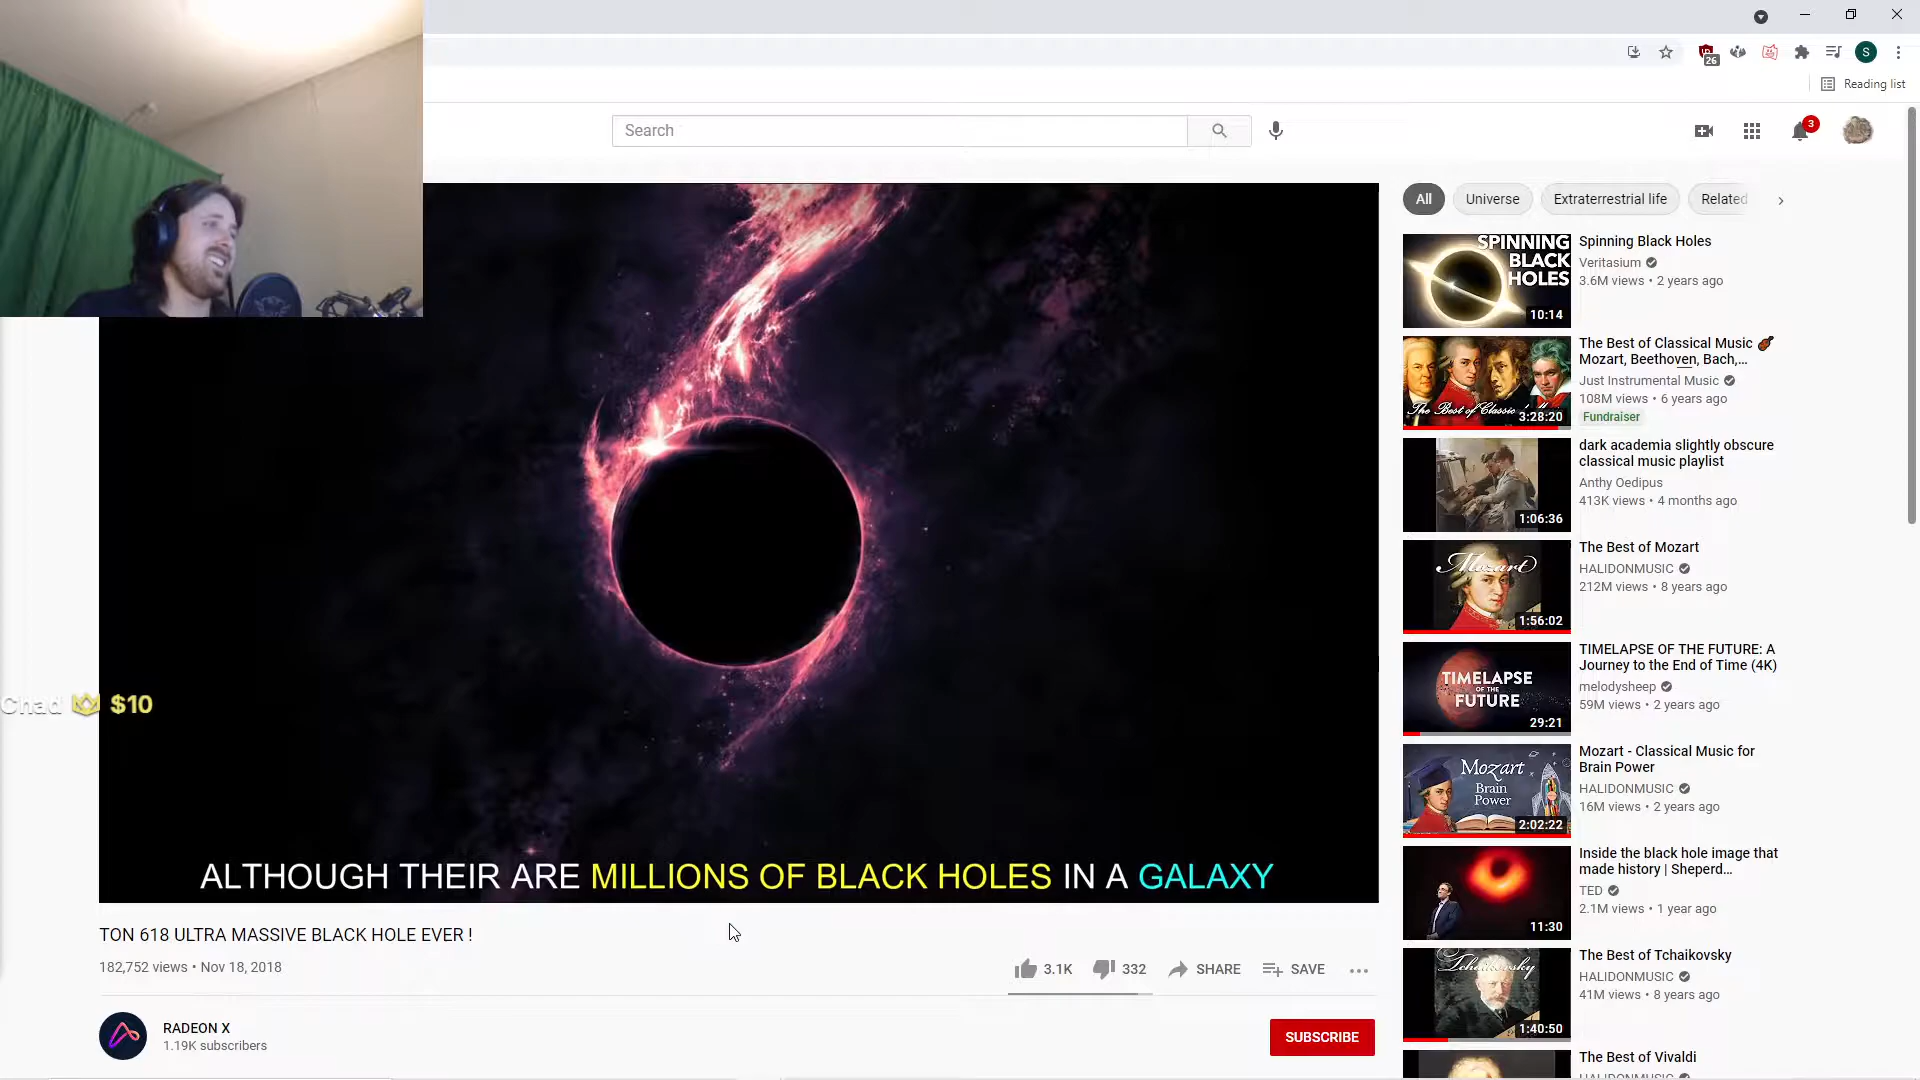 26
S
Reading list
Search
3
All
Universe
Extraterrestrial life
Related
SPINNING
BLACK
HOLES
10:14
Spinning Black Holes
Veritasium
3.6M views • 2 years ago
The Best of Classic
3:28:20
The Best of Classical Music 🎻
Mozart, Beethoven, Bach,...
Just Instrumental Music
108M views • 6 years ago
Fundraiser
1:06:36
dark academia slightly obscure
classical music playlist
Anthy Oedipus
413K views • 4 months ago
Mozart
1:56:02
The Best of Mozart
HALIDONMUSIC
212M views • 8 years ago
TIMELAPSE
OF THE
FUTURE
29:21
TIMELAPSE OF THE FUTURE: A
Journey to the End of Time (4K)
melodysheep
59M views • 2 years ago
Chad $10
Mozart
Brain
Power
2:02:22
Mozart - Classical Music for
Brain Power
HALIDONMUSIC
16M views • 2 years ago
11:30
Inside the black hole image that
made history | Sheperd...
TED
2.1M views • 1 year ago
ALTHOUGH THEIR ARE MILLIONS OF BLACK HOLES IN A GALAXY
TON 618 ULTRA MASSIVE BLACK HOLE EVER !
182,752 views • Nov 18, 2018
3.1K
332
SHARE
SAVE
RADEON X
1.19K subscribers
SUBSCRIBE
Tchaikovsky
1:40:50
The Best of Tchaikovsky
HALIDONMUSIC
41M views • 8 years ago
The Best of Vivaldi
HALIDONMUSIC